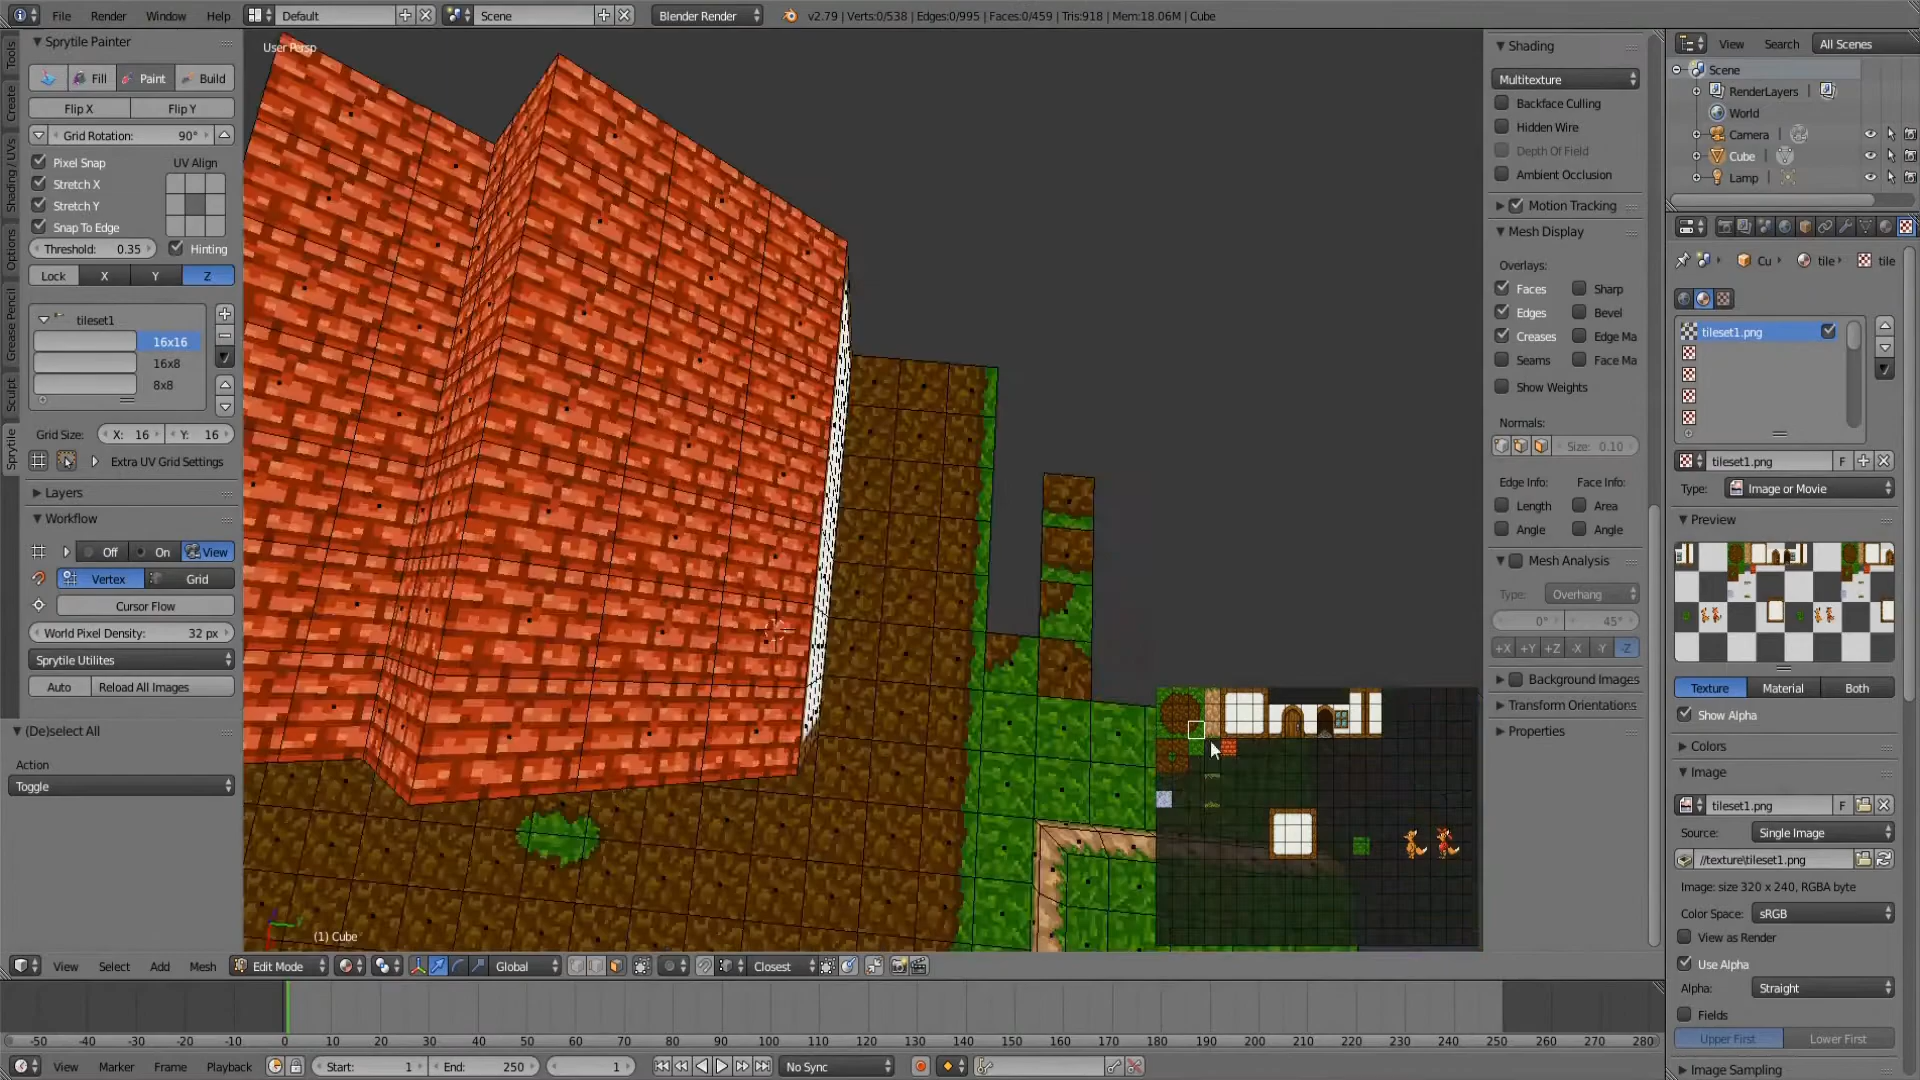 File Render Window Help Default Scene Blender Render v2.79 | Verts:0/538 | Edges:0/995 | Faces:0/459 | Tris:918 | Mem:18.06M | Cube
Sprytile Painter
Fill Paint Build
Flip X Flip Y
Grid Rotation: 90°
Pixel Snap UV Align
Stretch X
Stretch Y
Snap To Edge
Threshold: 0.35 Hinting
Lock X Y Z
tileset1
16x16
16x8
8x8
Grid Size: X: 16 Y: 16
Extra UV Grid Settings
Layers
Workflow
Off On View
Vertex Grid
Cursor Flow
World Pixel Density: 32 px
Sprytile Utilites
Auto Reload All Images
(De)select All
Action
Toggle
Tools
Create
Shading / UVs
Options
Grease Pencil
Sculpt
Sprytile
User Persp
(1) Cube
Shading
Multitexture
Backface Culling
Hidden Wire
Depth Of Field
Ambient Occlusion
Motion Tracking
Mesh Display
Overlays:
Faces Sharp
Edges Bevel
Creases Edge Ma
Seams Face Ma
Show Weights
Normals:
Size: 0.10
Edge Info: Face Info:
Length Area
Angle Angle
Mesh Analysis
Type: Overhang
0° 45°
+X +Y +Z -X -Y -Z
Background Images
Transform Orientations
Properties
View Search All Scenes
Scene
RenderLayers
World
Camera
Cube
Lamp
Cu tile tile
tileset1.png
tileset1.png F
Type: Image or Movie
Preview
Texture Material Both
Show Alpha
Colors
Image
tileset1.png F
Source: Single Image
//texture\tileset1.png
Image: size 320 x 240, RGBA byte
Color Space: sRGB
View as Render
Use Alpha
Alpha: Straight
Fields
Upper First Lower First
Image Sampling
View Select Add Mesh Edit Mode Global Closest
-50 -40 -30 -20 -10 0 10 20 30 40 50 60 70 80 90 100 110 120 130 140 150 160 170 180 190 200 210 220 230 240 250 260 270 280
View Marker Frame Playback Start: 1 End: 250 1 No Sync